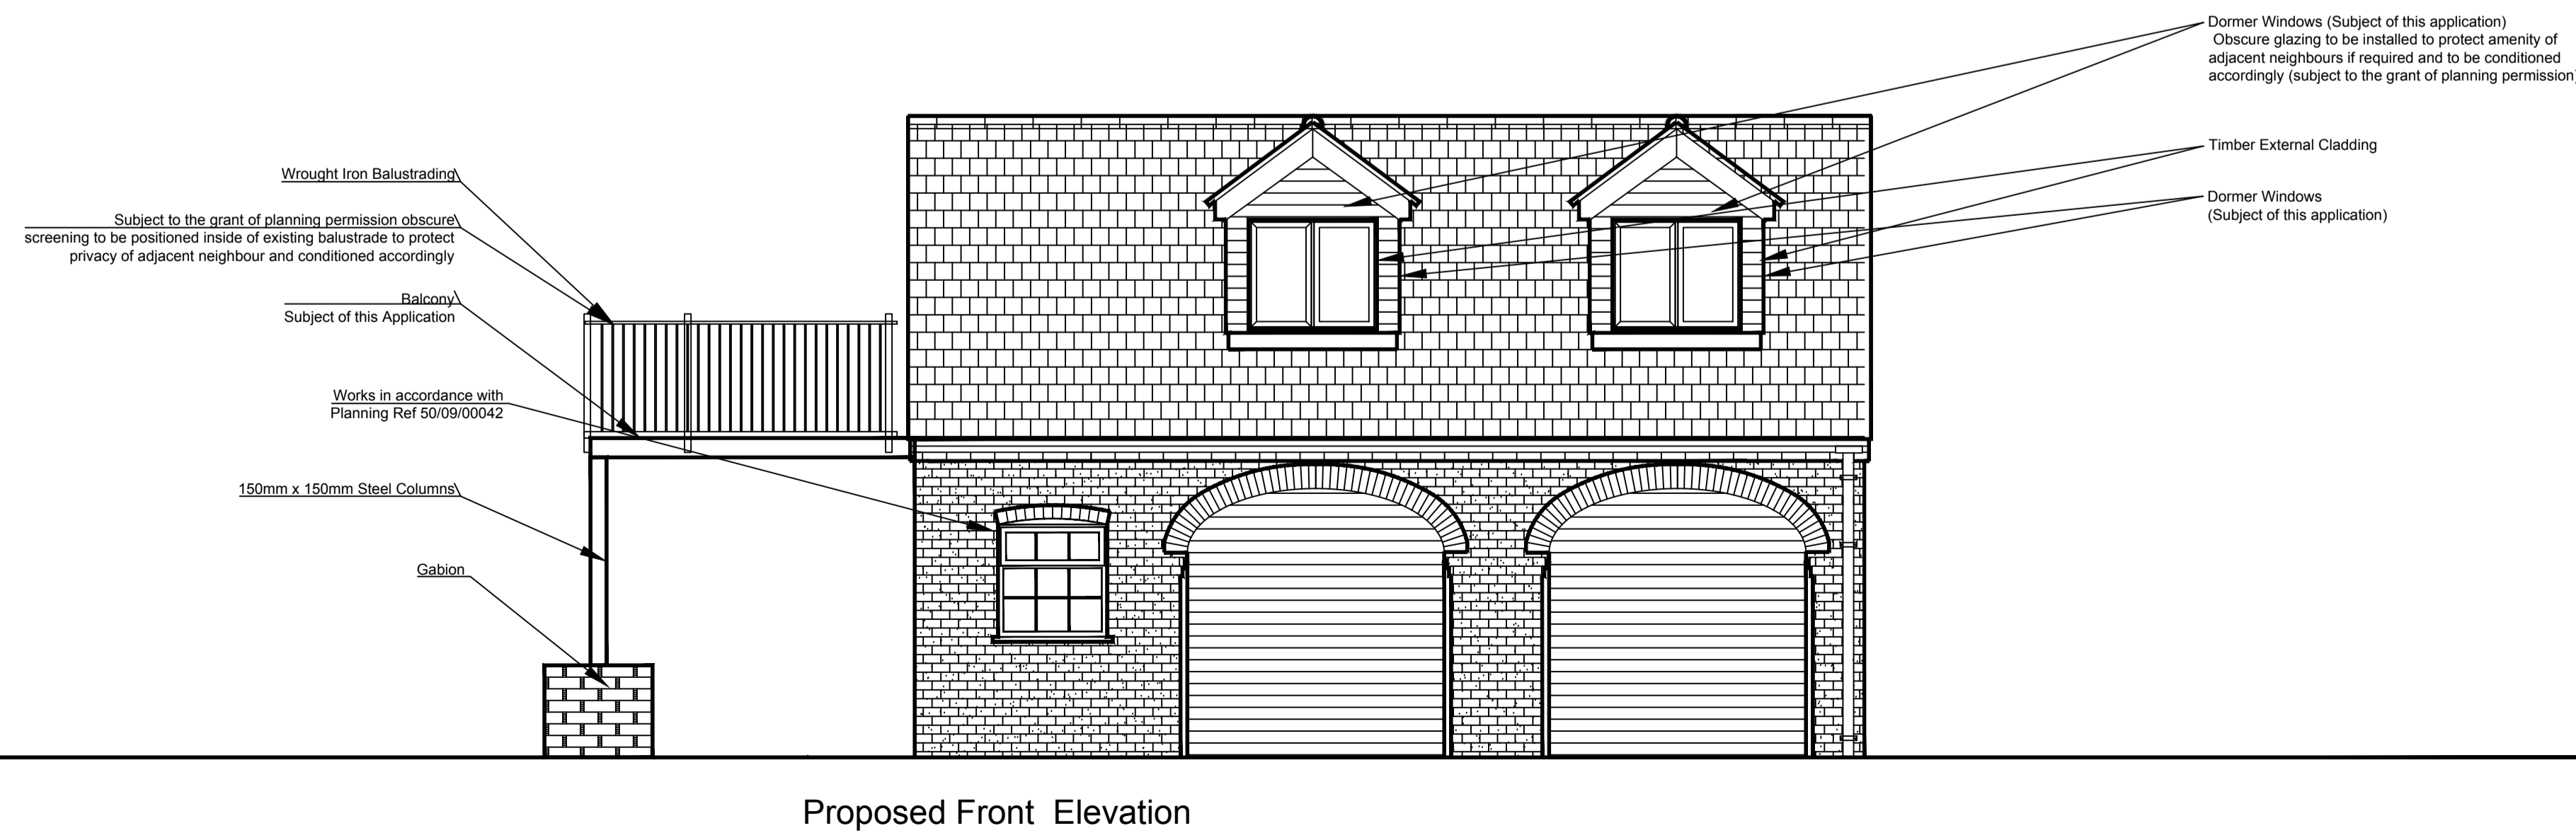 Dormer Windows (Subject of this application)
Obscure glazing to be installed to protect amenity of
adjacent neighbours if required and to be conditioned
accordingly (subject to the grant of planning permission)
Timber External Cladding
Dormer Windows
(Subject of this application)
Wrought Iron Balustrading
Subject to the grant of planning permission obscure
screening to be positioned inside of existing balustrade to protect
privacy of adjacent neighbour and conditioned accordingly
Balcony
Subject of this Application
Works in accordance with
Planning Ref 50/09/00042
150mm x 150mm Steel Columns
Gabion
Proposed Front Elevation